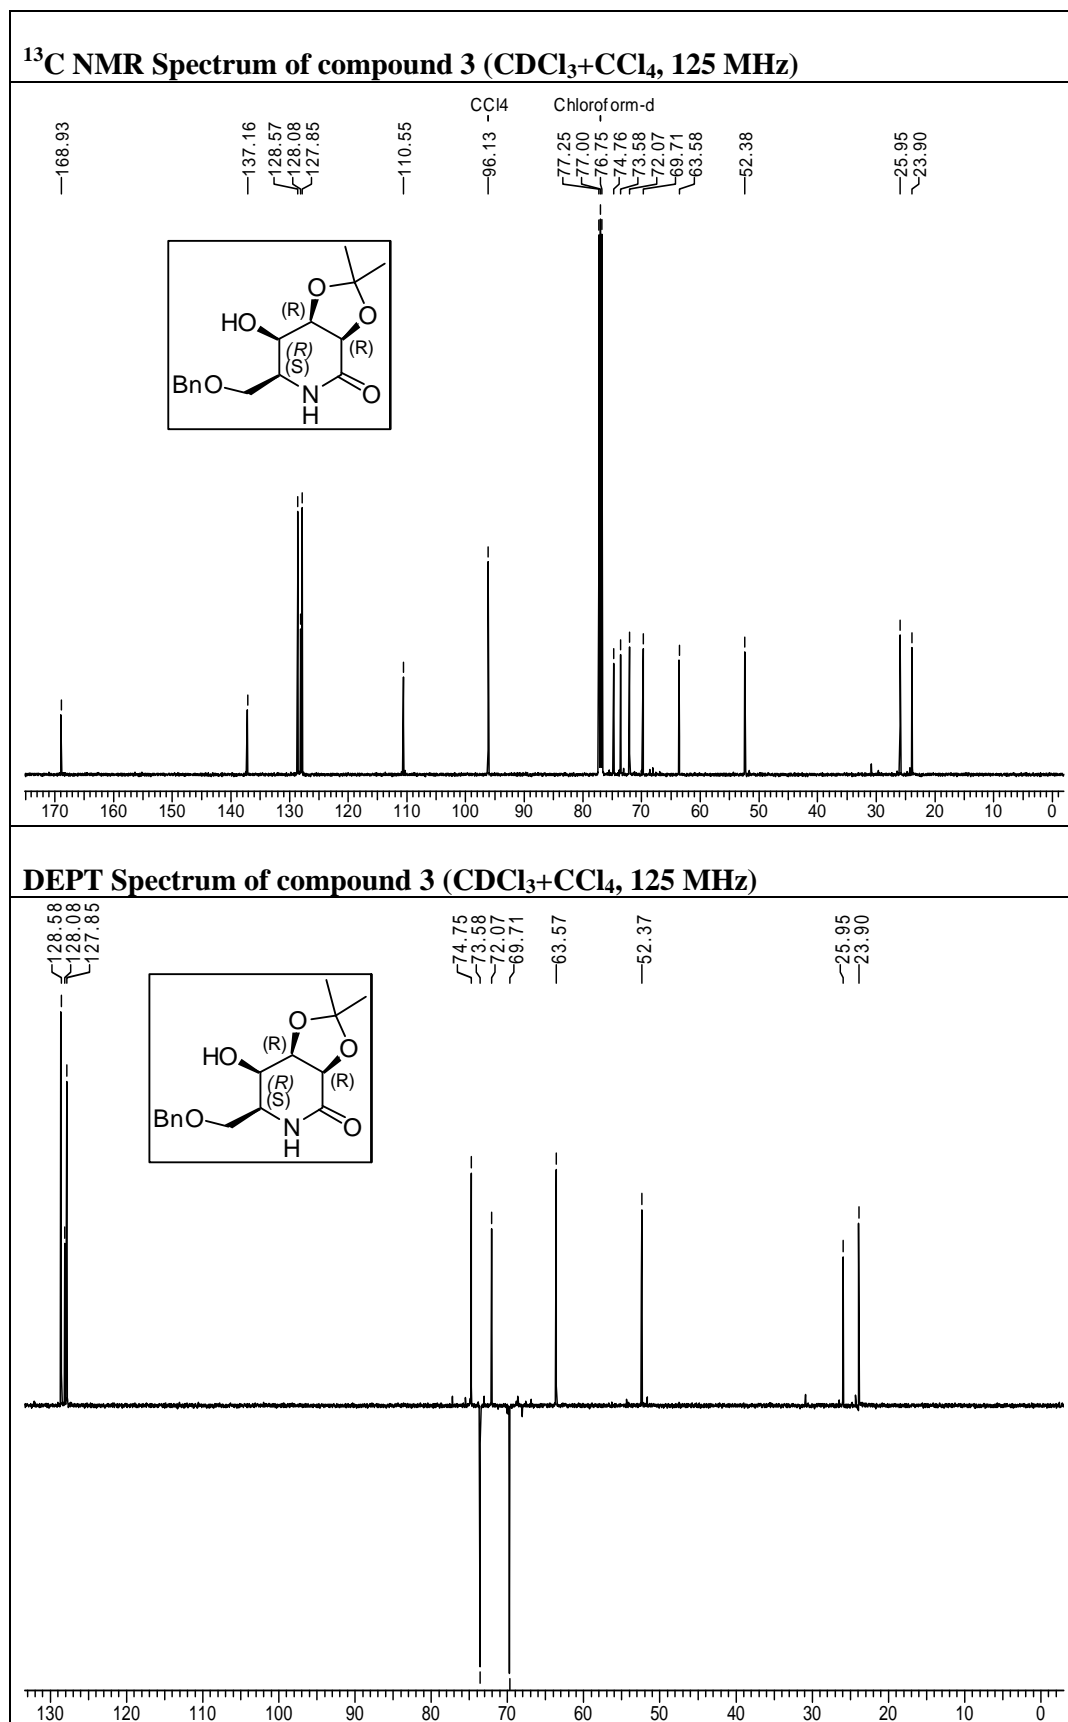 ¹³C NMR Spectrum of compound 3 (CDCl₃+CCl₄, 125 MHz)
CCl4 Chloroform-d
168.93 137.16 128.57 128.08 127.85 110.55 96.13 77.25 77.00 76.75 74.76 73.58 72.07 69.71 63.58 52.38 25.95 23.90
O
(R) O
HO
(R) (R)
(S)
BnO N O
H
170 160 150 140 130 120 110 100 90 80 70 60 50 40 30 20 10 0
DEPT Spectrum of compound 3 (CDCl₃+CCl₄, 125 MHz)
128.58 128.08 127.85 74.75 73.58 72.07 69.71 63.57 52.37 25.95 23.90
O
(R) O
HO
(R) (R)
(S)
BnO N O
H
130 120 110 100 90 80 70 60 50 40 30 20 10 0